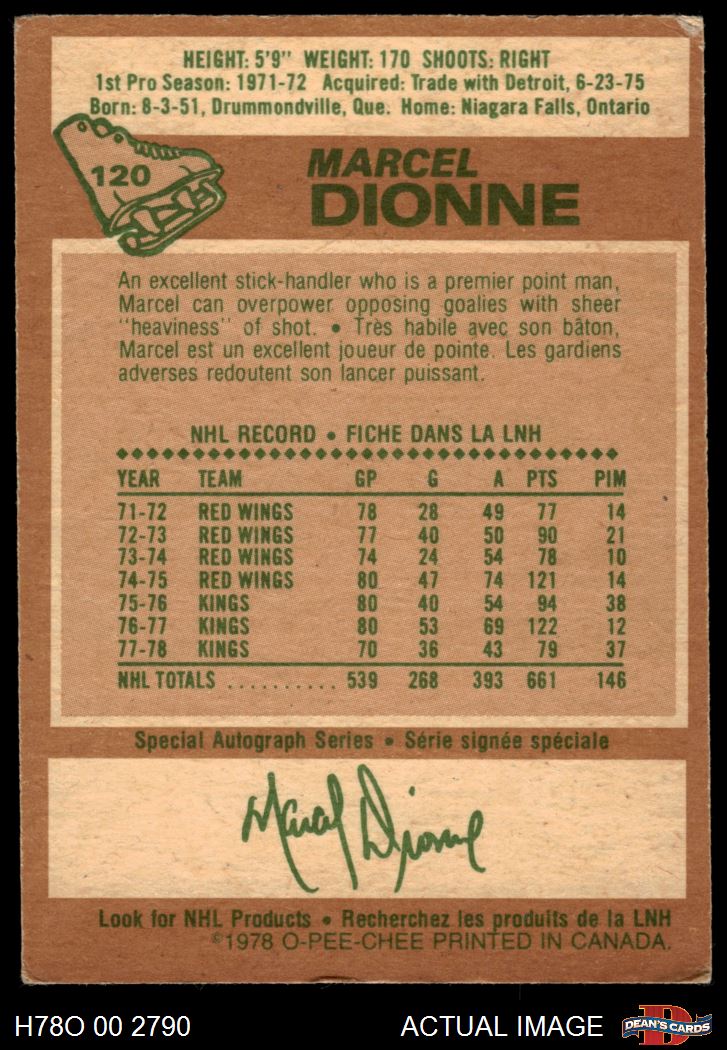 HEIGHT: 5'9" WEIGHT: 170 SHOOTS: RIGHT
1st Pro Season: 1971-72 Acquired: Trade with Detroit, 6-23-75
Born: 8-3-51, Drummondville, Que. Home: Niagara Falls, Ontario
120
MARCEL
DIONNE
An excellent stick-handler who is a premier point man,
Marcel can overpower opposing goalies with sheer
"heaviness" of shot. • Très habile avec son bâton,
Marcel est un excellent joueur de pointe. Les gardiens
adverses redoutent son lancer puissant.
NHL RECORD • FICHE DANS LA LNH
YEAR TEAM GP G A PTS PIM
71-72 RED WINGS 78 28 49 77 14
72-73 RED WINGS 77 40 50 90 21
73-74 RED WINGS 74 24 54 78 10
74-75 RED WINGS 80 47 74 121 14
75-76 KINGS 80 40 54 94 38
76-77 KINGS 80 53 69 122 12
77-78 KINGS 70 36 43 79 37
NHL TOTALS .......... 539 268 393 661 146
Special Autograph Series • Série signée spéciale
Marcel Dionne
Look for NHL Products • Recherchez les produits de la LNH
©1978 O-PEE-CHEE PRINTED IN CANADA.
H78O 00 2790
ACTUAL IMAGE
D
DEAN'S CARDS